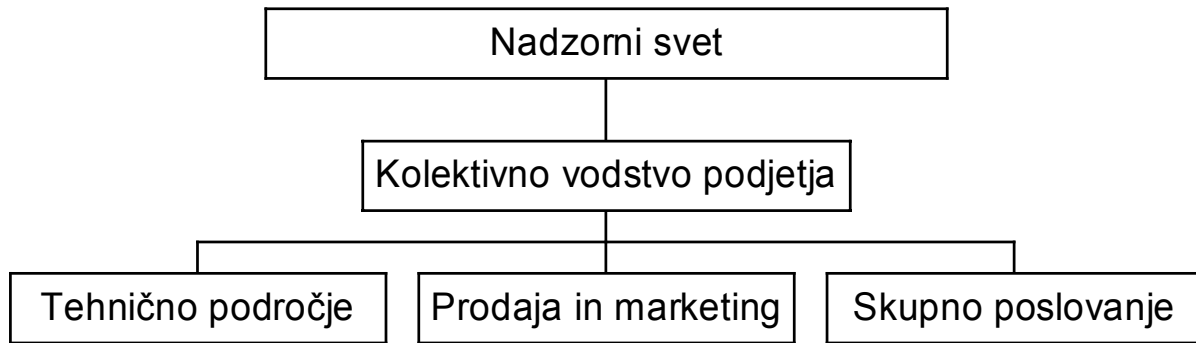 Nadzorni svet
Kolektivno vodstvo podjetja
Tehnično področje
Prodaja in marketing
Skupno poslovanje